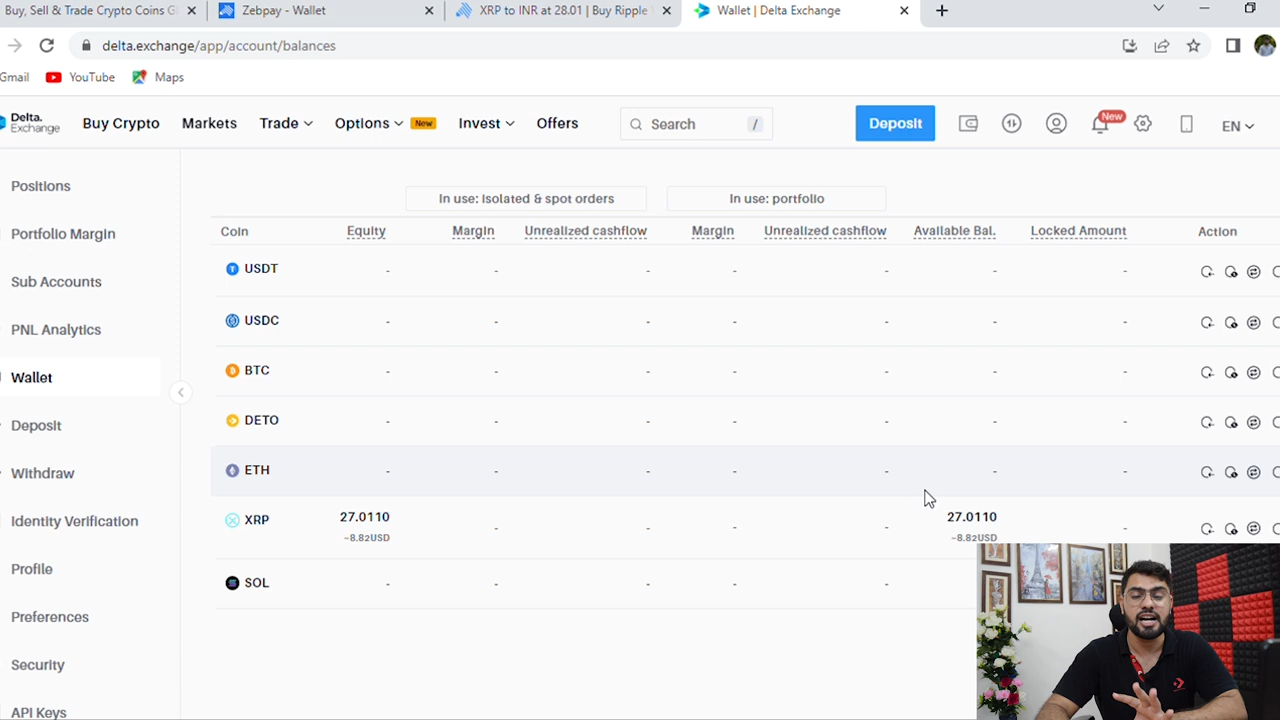 Buy, Sell & Trade Crypto Coins
Zebpay - Wallet
XRP to INR at 28.01 | Buy Ripple
Wallet | Delta Exchange
delta.exchange/app/account/balances
Gmail YouTube Maps
Delta.
Exchange
Buy Crypto Markets Trade Options New Invest Offers Search / Deposit New EN
Positions
Portfolio Margin
Sub Accounts
PNL Analytics
Wallet
Deposit
Withdraw
Identity Verification
Profile
Preferences
Security
API Keys
In use: isolated & spot orders In use: portfolio
Coin Equity Margin Unrealized cashflow Margin Unrealized cashflow Available Bal. Locked Amount Action
USDT - - - - - - -
USDC - - - - - - -
BTC - - - - - - -
DETO - - - - - - -
ETH - - - - - - -
XRP 27.0110 - - - - 27.0110 -
~8.82USD ~8.82USD
SOL - - - - -